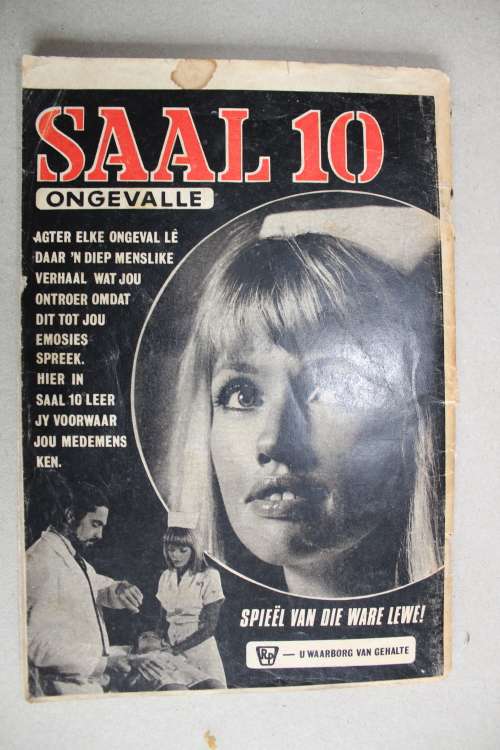 SAAL 10
ONGEVALLE
AGTER ELKE ONGEVAL LÊ
DAAR 'N DIEP MENSLIKE
VERHAAL WAT JOU
ONTROER OMDAT
DIT TOT JOU
EMOSIES
SPREEK.
HIER IN
SAAL 10 LEER
JY VOORWAAR
JOU MEDEMENS
KEN.
SPIEËL VAN DIE WARE LEWE!
RP — U WAARBORG VAN GEHALTE